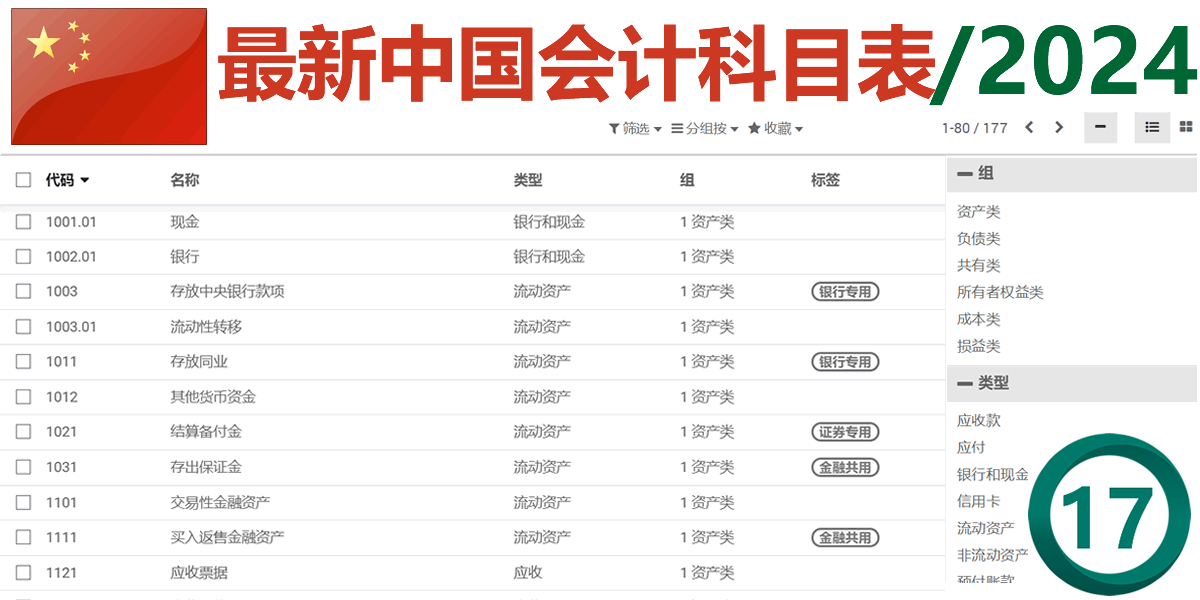 最新中国会计科目表/2024
筛选 分组按 收藏 1-80 / 177
代码 名称 类型 组 标签
1001.01 现金 银行和现金 1 资产类
1002.01 银行 银行和现金 1 资产类
1003 存放中央银行款项 流动资产 1 资产类 银行专用
1003.01 流动性转移 流动资产 1 资产类
1011 存放同业 流动资产 1 资产类 银行专用
1012 其他货币资金 流动资产 1 资产类
1021 结算备付金 流动资产 1 资产类 证券专用
1031 存出保证金 流动资产 1 资产类 金融共用
1101 交易性金融资产 流动资产 1 资产类
1111 买入返售金融资产 流动资产 1 资产类 金融共用
1121 应收票据 应收 1 资产类
组
资产类
负债类
共有类
所有者权益类
成本类
损益类
类型
应收款
应付
银行和现金
信用卡
流动资产
非流动资产
预付账款
17